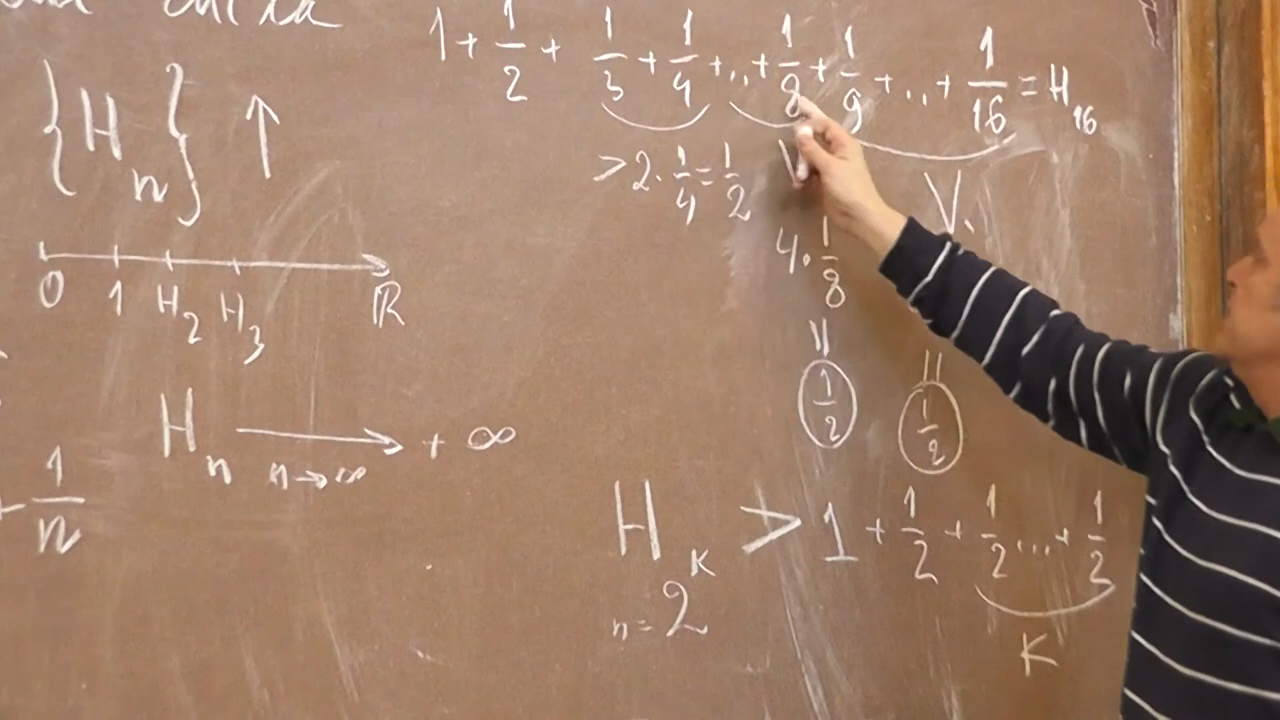 1 + 1/2 + 1/3 + 1/4 + ... + 1/8 + 1/9 + ... + 1/16 = H_16
{H_n} ↑
> 2 · 1/4 = 1/2
V
V
4 · 1/8
0 1 H_2 H_3 ℝ
||
||
1/2
1/2
H_n → + ∞
n → ∞
+ 1/n
H_2^K > 1 + 1/2 + 1/2 ... + 1/2
n = 2^K
K